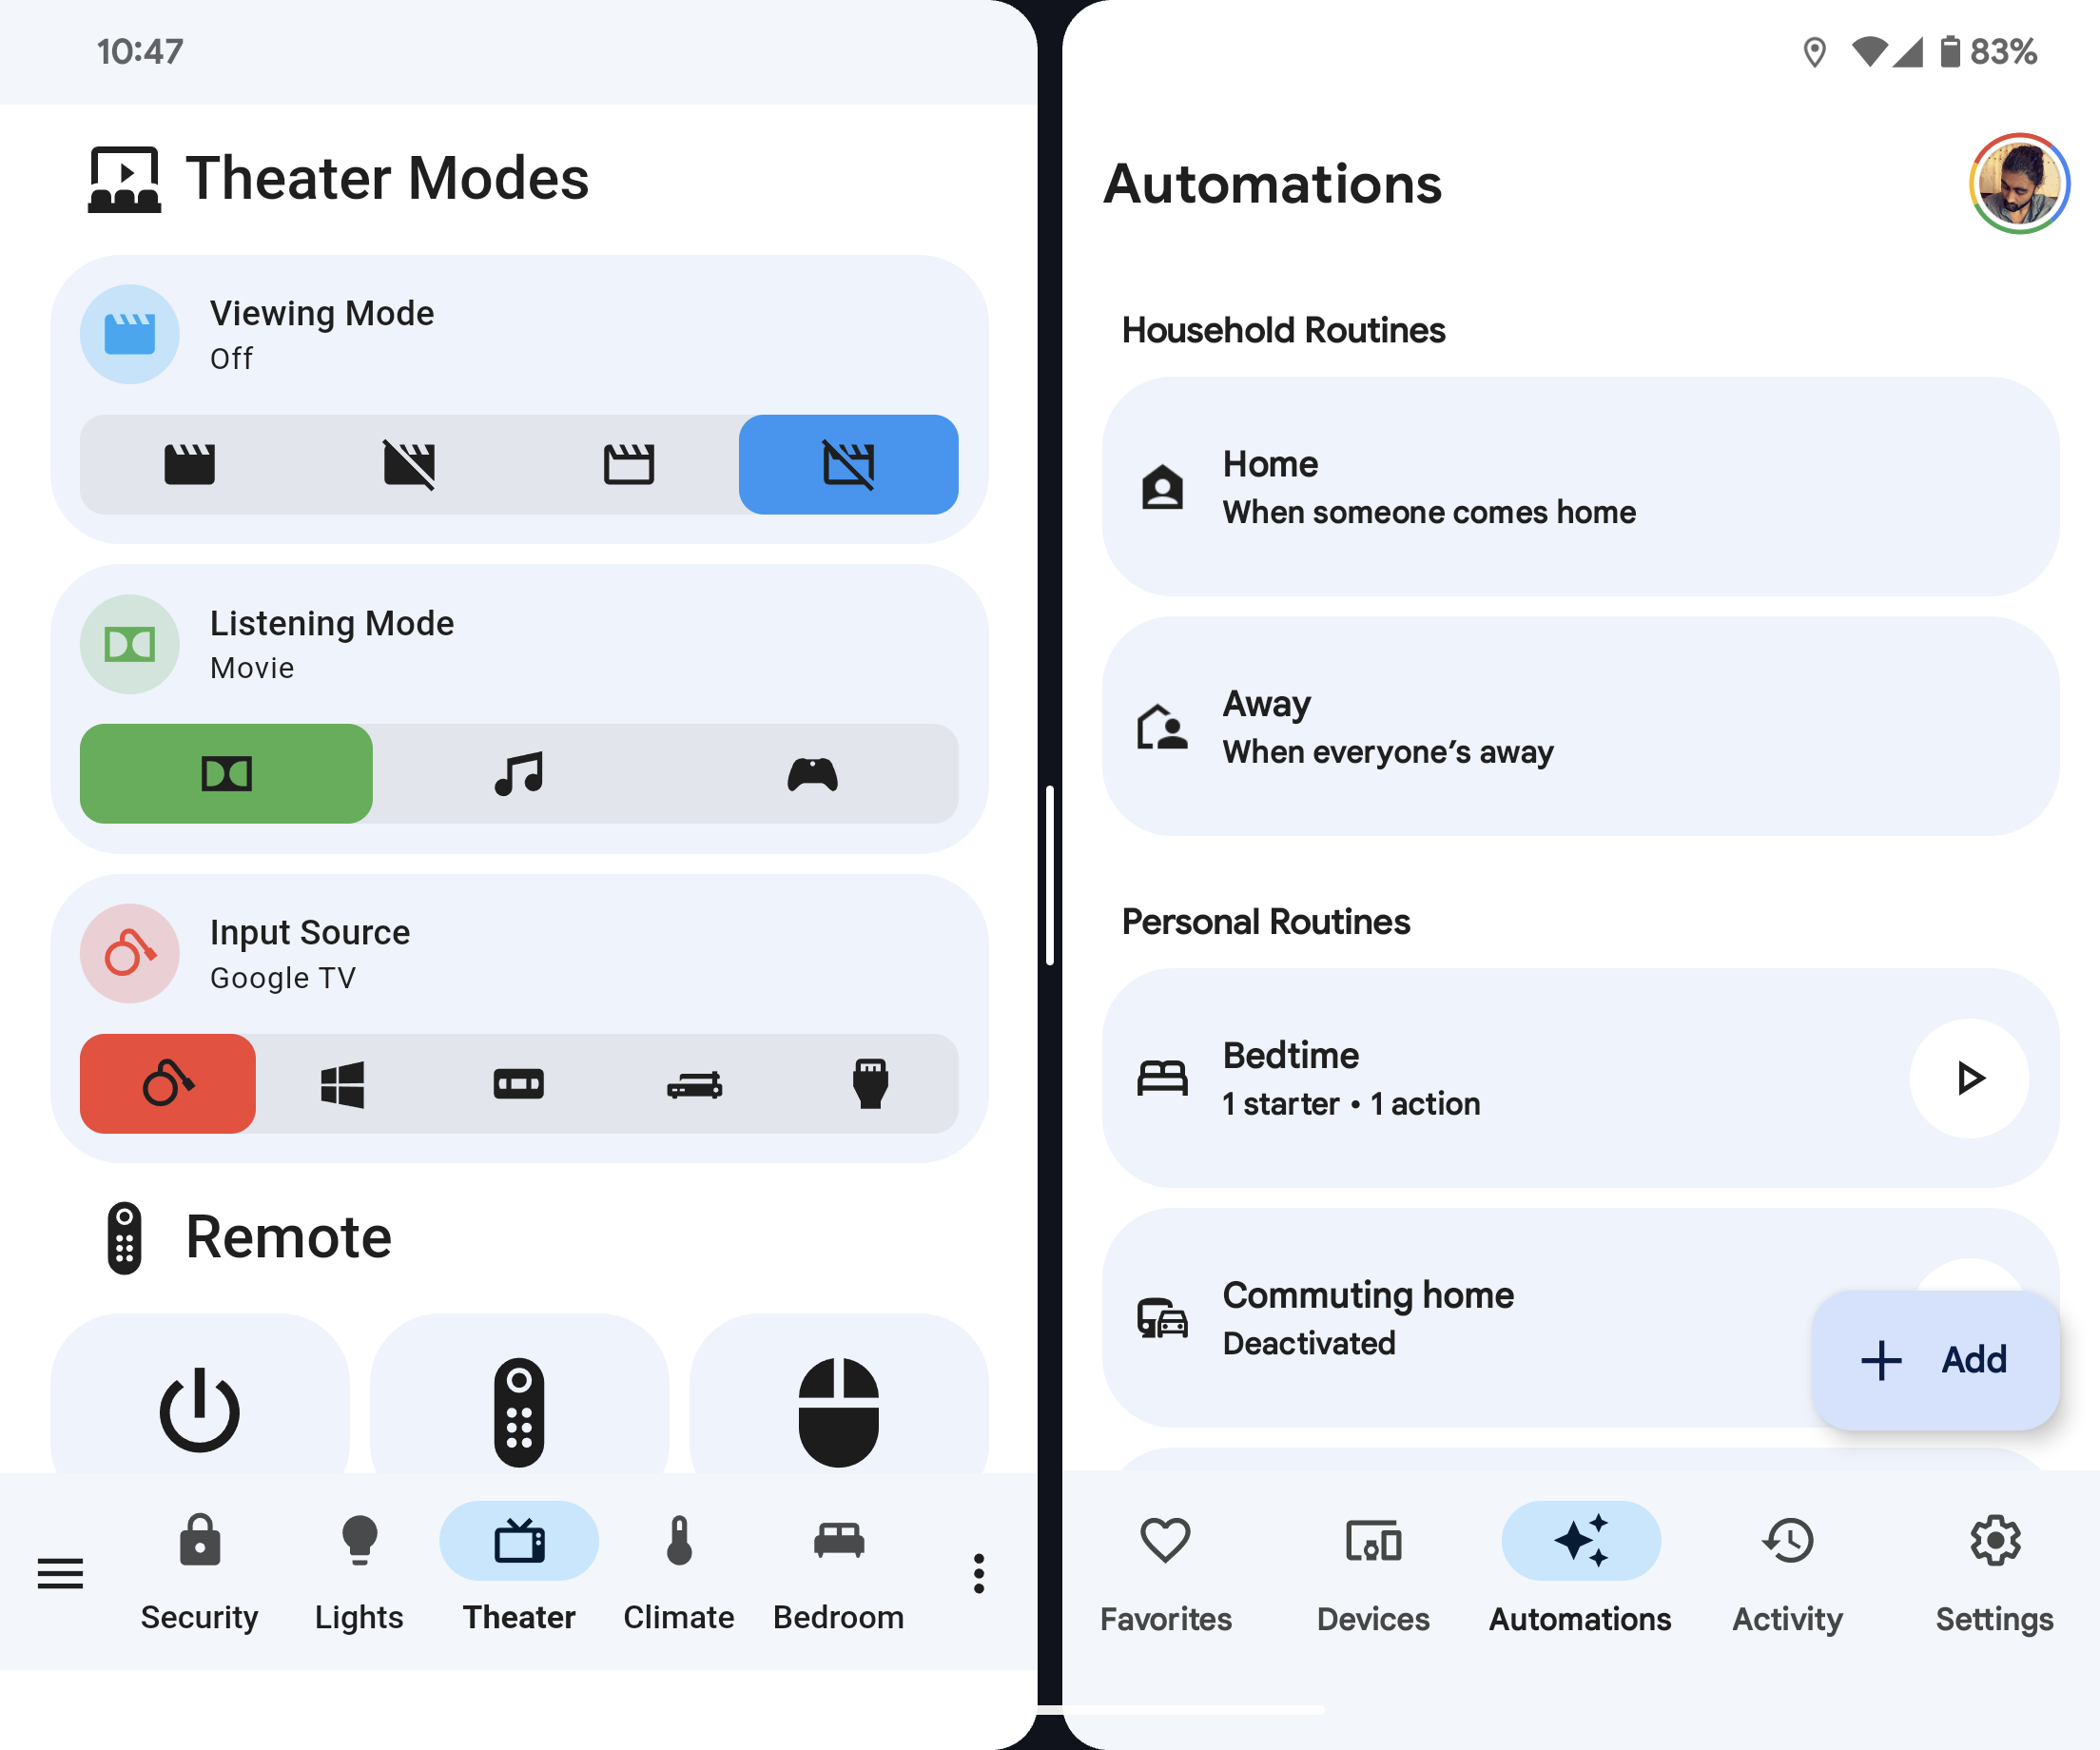 10:47
Theater Modes
Viewing Mode
Off
Listening Mode
Movie
Input Source
Google TV
Remote
Security
Lights
Theater
Climate
Bedroom
83%
Automations
Household Routines
Home
When someone comes home
Away
When everyone’s away
Personal Routines
Bedtime
1 starter • 1 action
Commuting home
Deactivated
Add
Favorites
Devices
Automations
Activity
Settings